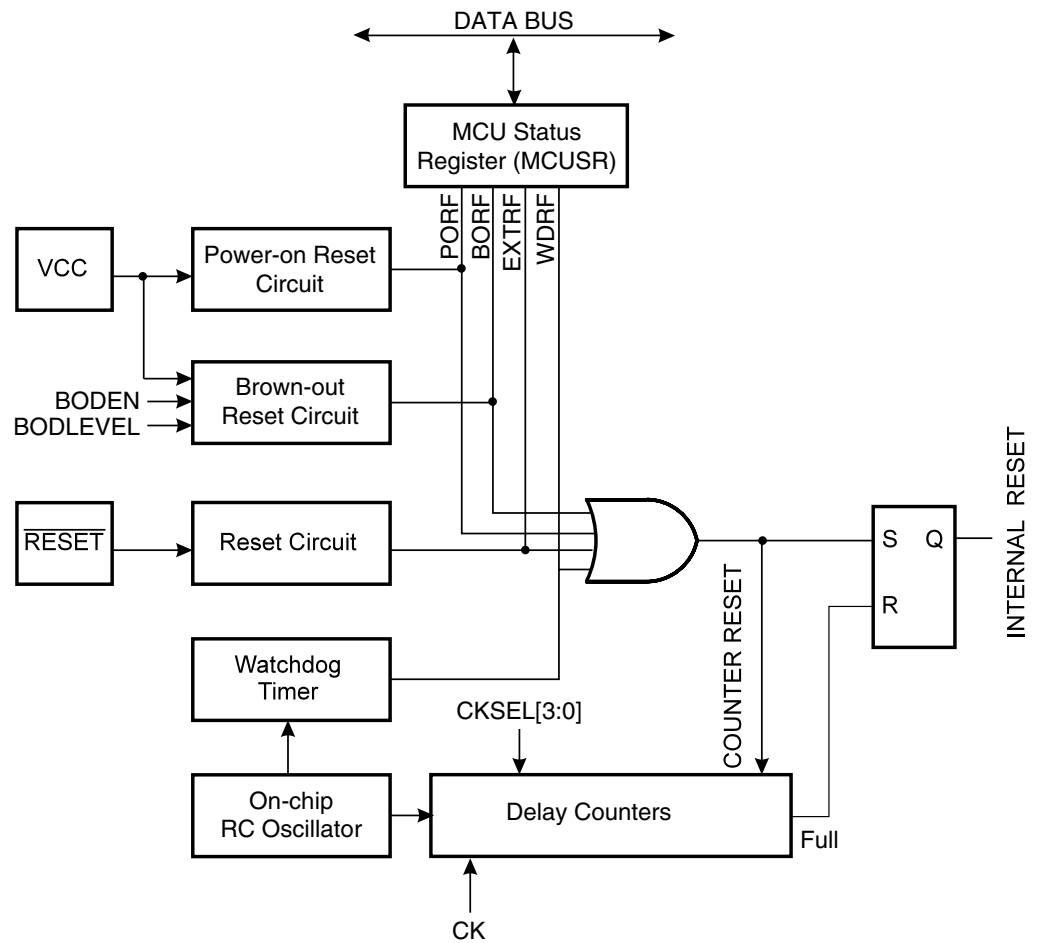 DATA BUS
MCU Status
Register (MCUSR)
PORF
BORF
EXTRF
WDRF
VCC
Power-on Reset
Circuit
BODEN
BODLEVEL
Brown-out
Reset Circuit
RESET
Reset Circuit
S
Q
R
INTERNAL RESET
COUNTER RESET
Watchdog
Timer
CKSEL[3:0]
On-chip
RC Oscillator
Delay Counters
Full
CK